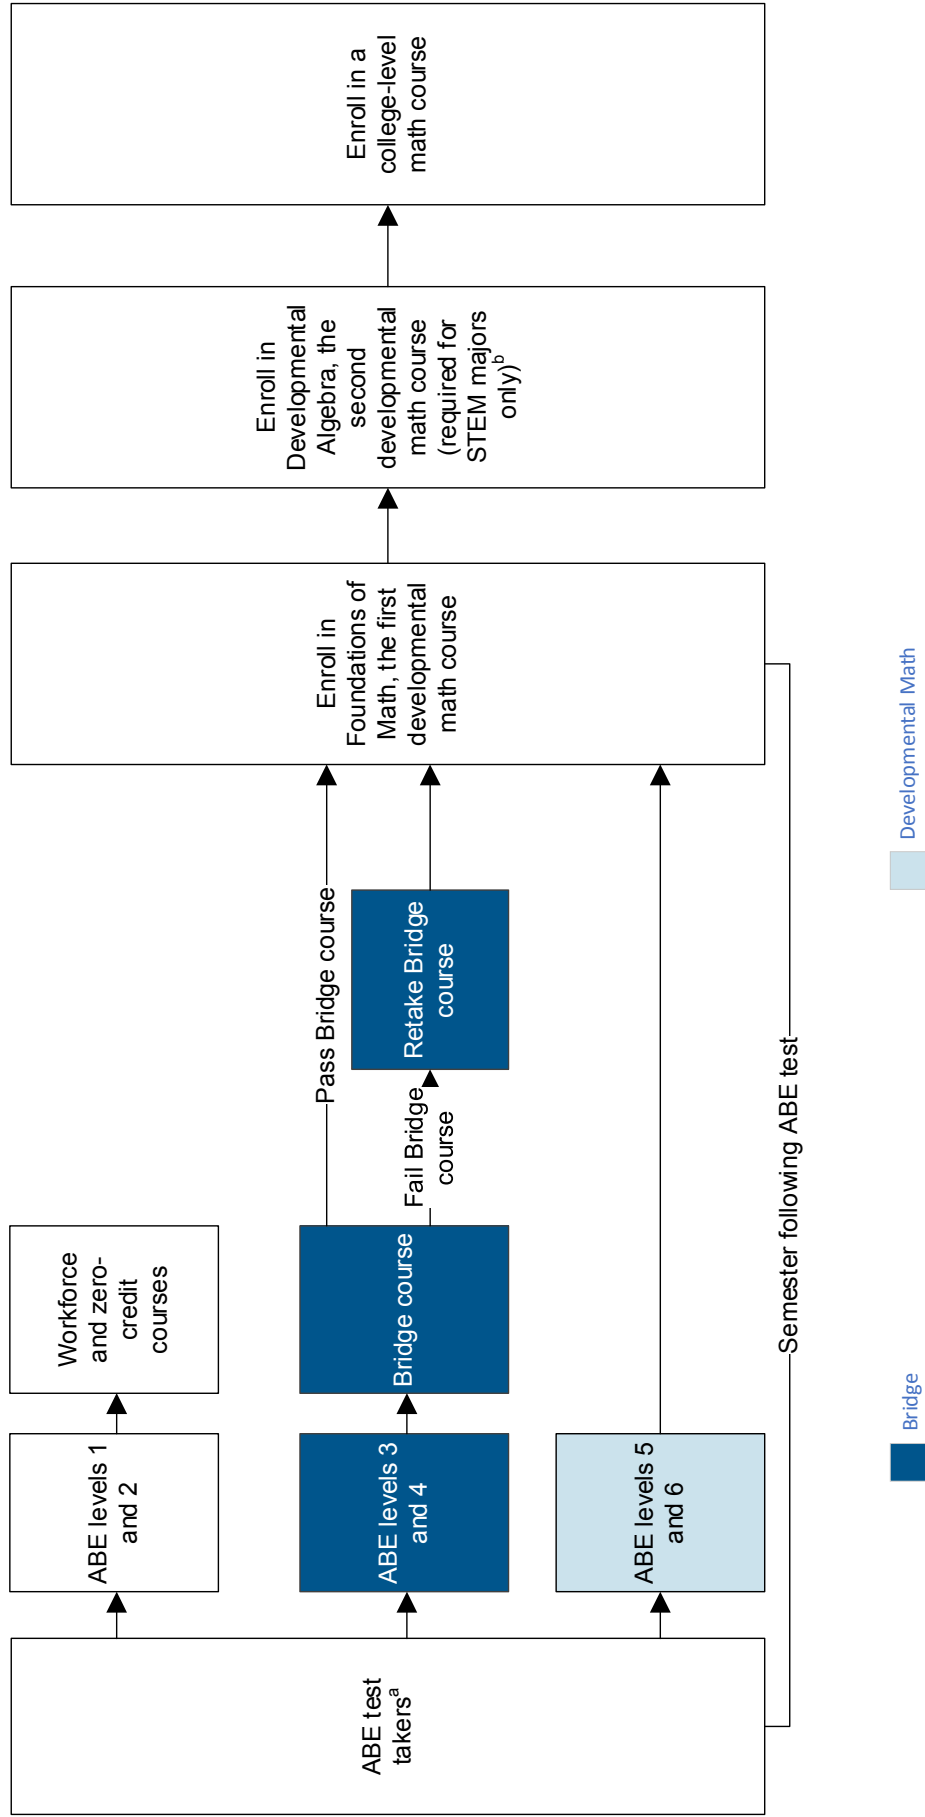 ABE test
takersᵃ
ABE levels 1
and 2
Workforce
and zero-
credit
courses
ABE levels 3
and 4
Bridge course
Pass Bridge course
Fail Bridge
course
Retake Bridge
course
ABE levels 5
and 6
Enroll in
Foundations of
Math, the first
developmental
math course
Enroll in
Developmental
Algebra, the
second
developmental
math course
(required for
STEM majors
only)ᵇ
Enroll in a
college-level
math course
Semester following ABE test
Bridge
Developmental Math